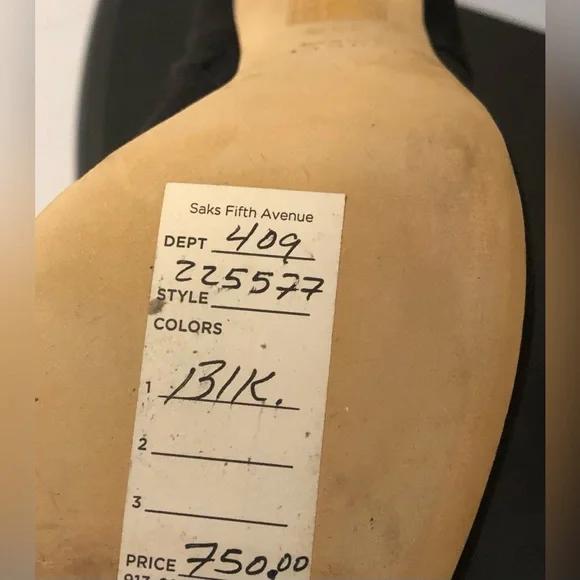 Saks Fifth Avenue
DEPT 409
225577
STYLE
COLORS
1 Blk.
2
3
PRICE 750.00